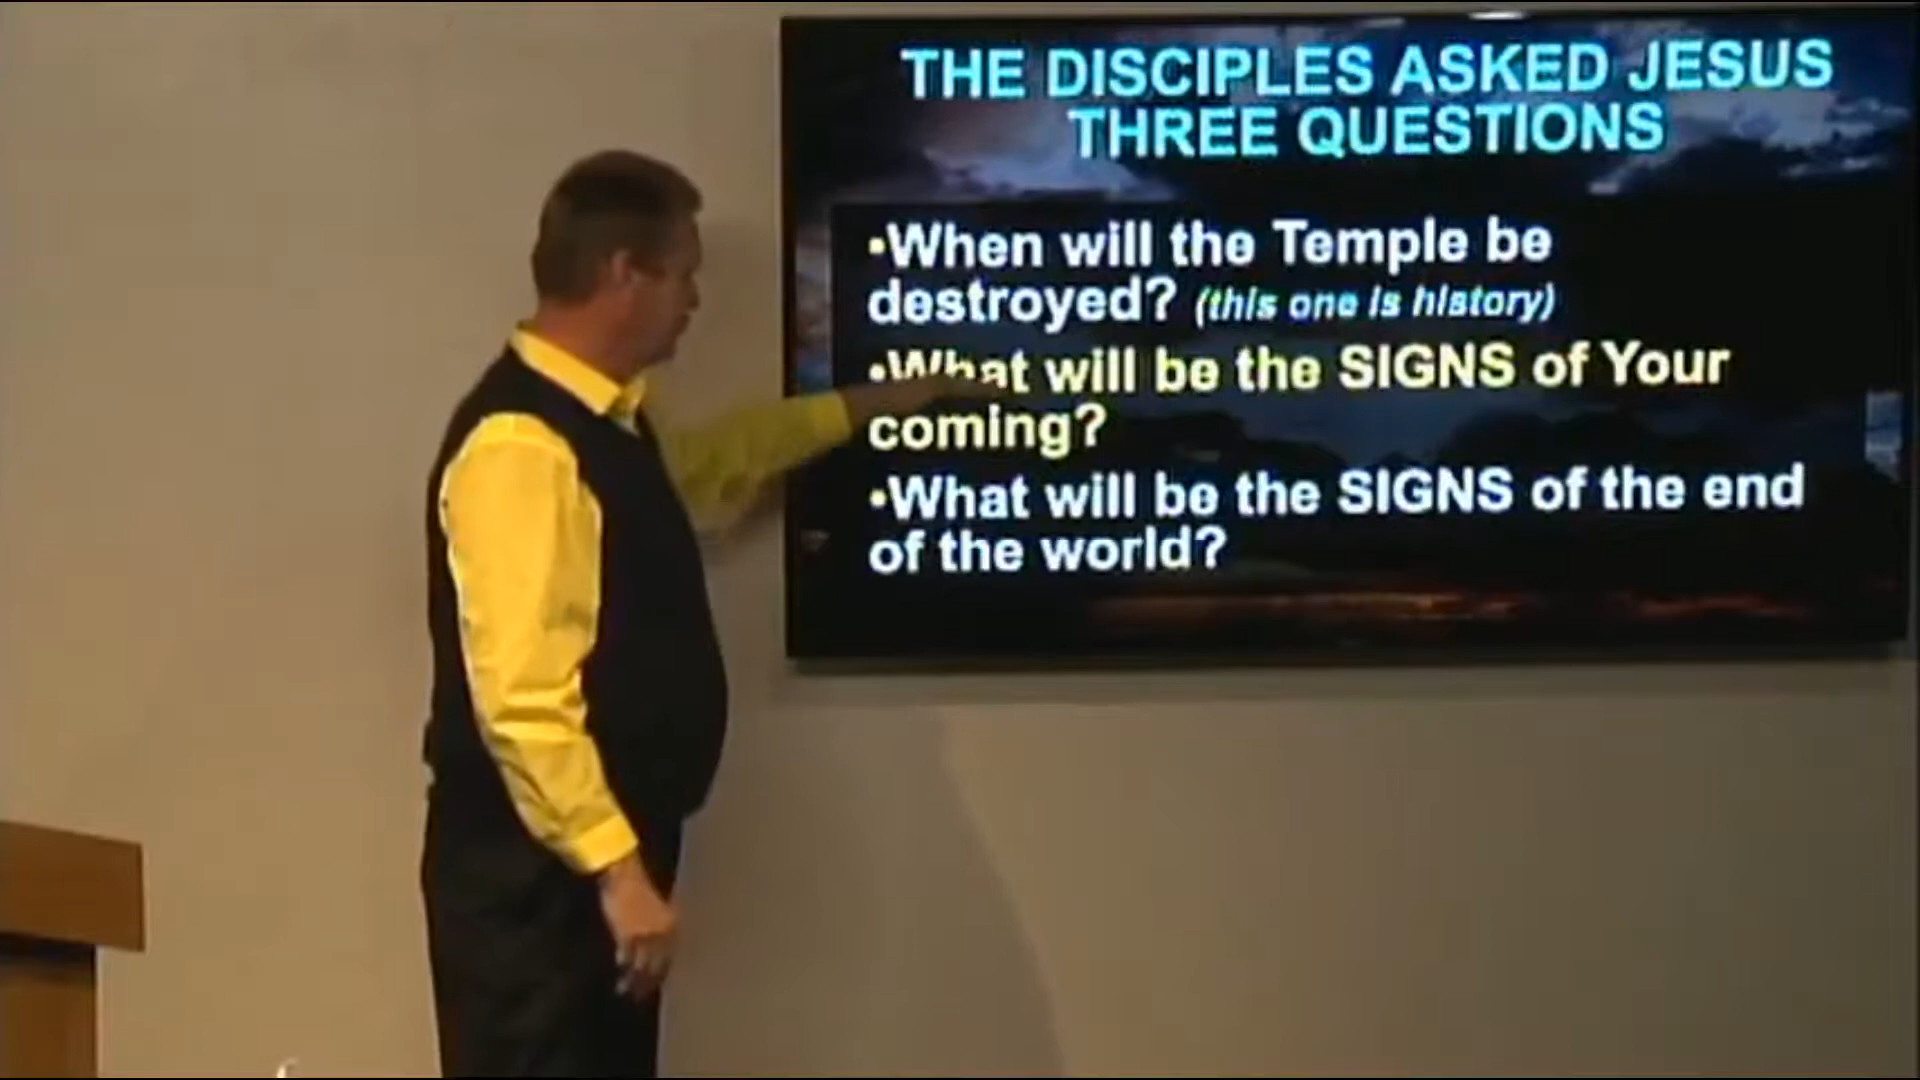 THE DISCIPLES ASKED JESUS
THREE QUESTIONS
•When will the Temple be
destroyed? (this one is history)
•What will be the SIGNS of Your
coming?
•What will be the SIGNS of the end
of the world?